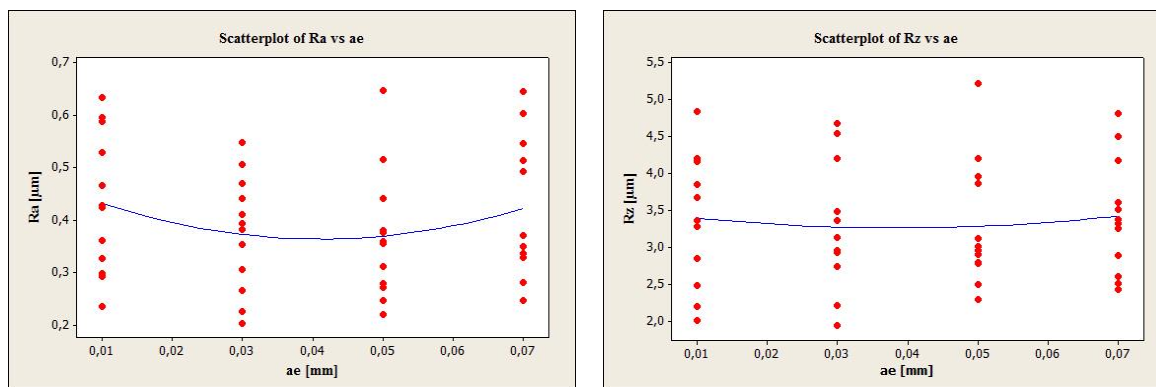 Scatterplot of Ra vs ae
0,7
0,6
0,5
0,4
0,3
0,2
Ra [µm]
0,01 0,02 0,03 0,04 0,05 0,06 0,07
ae [mm]
Scatterplot of Rz vs ae
5,5
5,0
4,5
4,0
3,5
3,0
2,5
2,0
Rz [µm]
0,01 0,02 0,03 0,04 0,05 0,06 0,07
ae [mm]